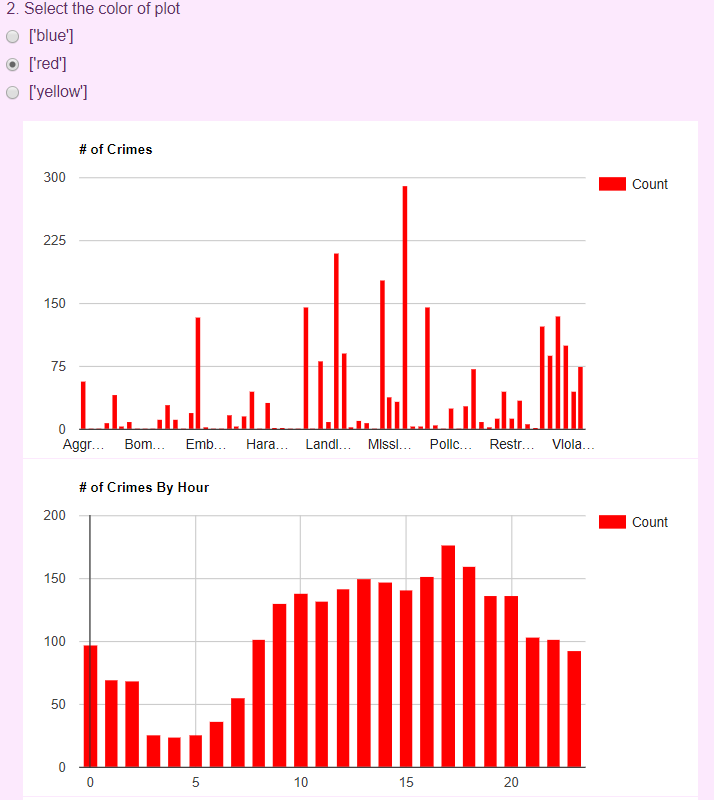 2. Select the color of plot
['blue']
['red']
['yellow']
# of Crimes
300
Count
225
150
75
0
Aggr... Bom... Emb... Hara... Landl... Missi... Polic... Restr... Viola...
# of Crimes By Hour
200
Count
150
100
50
0
0 5 10 15 20